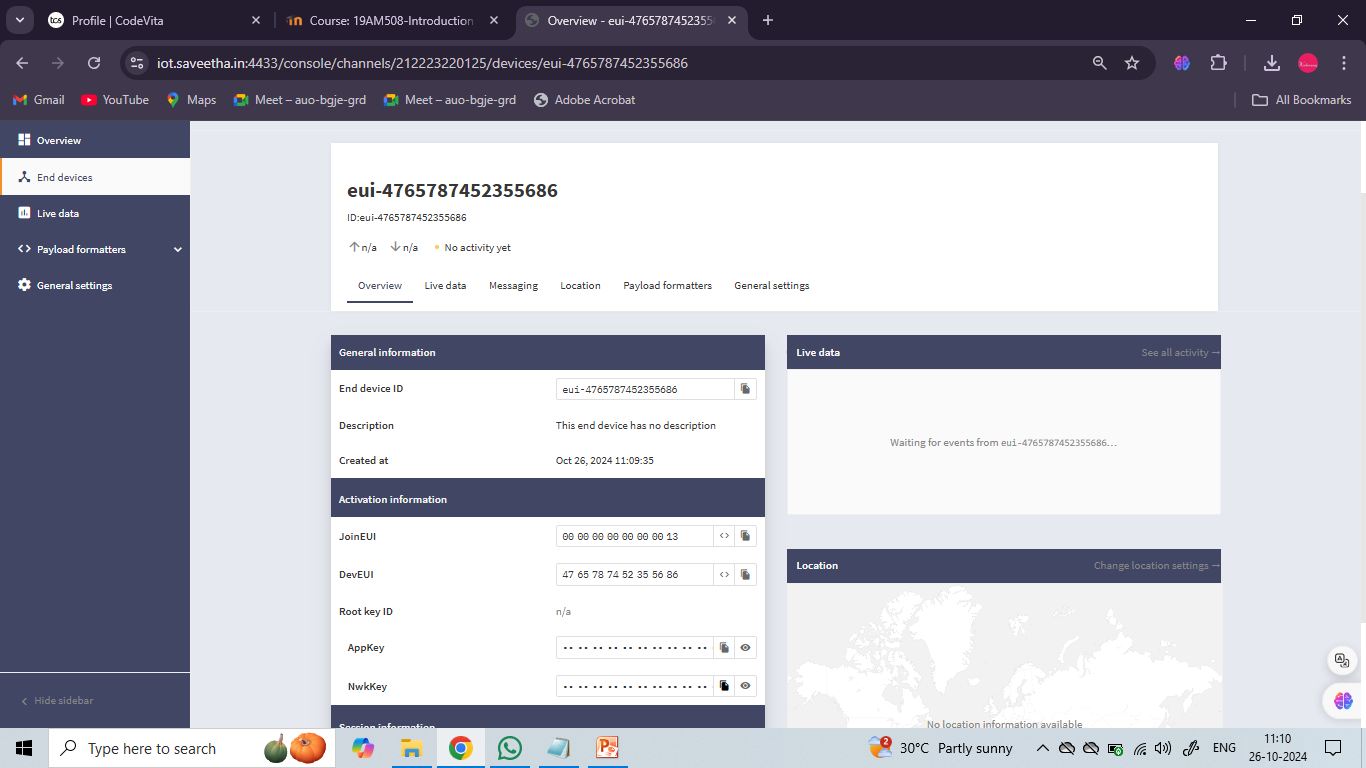 tcs Profile | CodeVita
Course: 19AM508-Introduction
Overview - eui-4765787452355
iot.saveetha.in:4433/console/channels/212223220125/devices/eui-4765787452355686
Gmail YouTube Maps Meet – auo-bgje-grd Meet – auo-bgje-grd Adobe Acrobat All Bookmarks
Overview
End devices
Live data
Payload formatters
General settings
Hide sidebar
eui-4765787452355686
ID:eui-4765787452355686
n/a n/a No activity yet
Overview Live data Messaging Location Payload formatters General settings
General information
End device ID eui-4765787452355686
Description This end device has no description
Created at Oct 26, 2024 11:09:35
Activation information
JoinEUI 00 00 00 00 00 00 00 13
DevEUI 47 65 78 74 52 35 56 86
Root key ID n/a
AppKey
NwkKey
Session information
Live data See all activity →
Waiting for events from eui-4765787452355686…
Location Change location settings →
No location information available
Type here to search
2 30°C Partly sunny ENG 11:10
26-10-2024